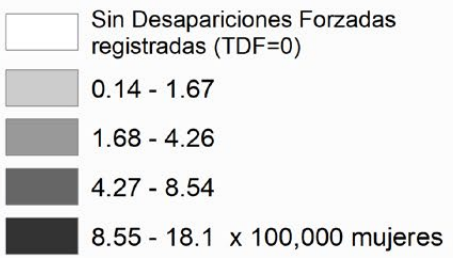 Sin Desapariciones Forzadas
registradas (TDF=0)
0.14 - 1.67
1.68 - 4.26
4.27 - 8.54
8.55 - 18.1 x 100,000 mujeres